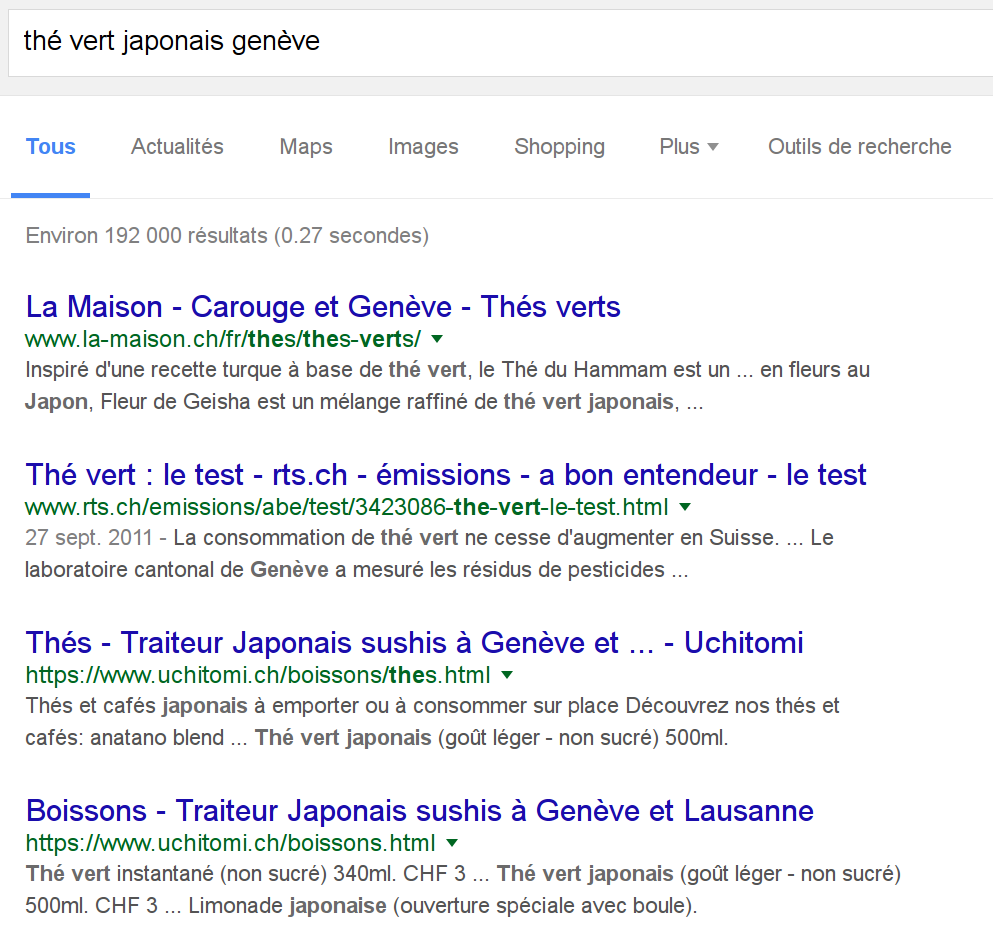 thé vert japonais genève
Tous Actualités Maps Images Shopping Plus Outils de recherche
Environ 192 000 résultats (0.27 secondes)
La Maison - Carouge et Genève - Thés verts
www.la-maison.ch/fr/thes/thes-verts/
Inspiré d'une recette turque à base de thé vert, le Thé du Hammam est un ... en fleurs au
Japon, Fleur de Geisha est un mélange raffiné de thé vert japonais, ...
Thé vert : le test - rts.ch - émissions - a bon entendeur - le test
www.rts.ch/emissions/abe/test/3423086-the-vert-le-test.html
27 sept. 2011 - La consommation de thé vert ne cesse d'augmenter en Suisse. ... Le
laboratoire cantonal de Genève a mesuré les résidus de pesticides ...
Thés - Traiteur Japonais sushis à Genève et ... - Uchitomi
https://www.uchitomi.ch/boissons/thes.html
Thés et cafés japonais à emporter ou à consommer sur place Découvrez nos thés et
cafés: anatano blend ... Thé vert japonais (goût léger - non sucré) 500ml.
Boissons - Traiteur Japonais sushis à Genève et Lausanne
https://www.uchitomi.ch/boissons.html
Thé vert instantané (non sucré) 340ml. CHF 3 ... Thé vert japonais (goût léger - non sucré)
500ml. CHF 3 ... Limonade japonaise (ouverture spéciale avec boule).